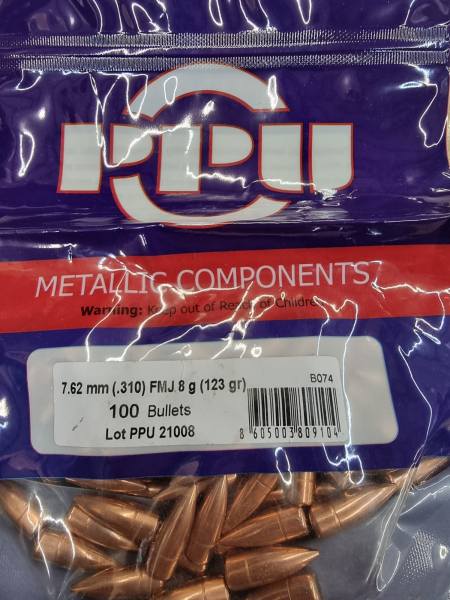 PPU
METALLIC COMPONENTS
Warning: Keep out of Reach of Children
7.62 mm (.310) FMJ 8 g (123 gr)
B074
100 Bullets
Lot PPU 21008
8 605003 809104